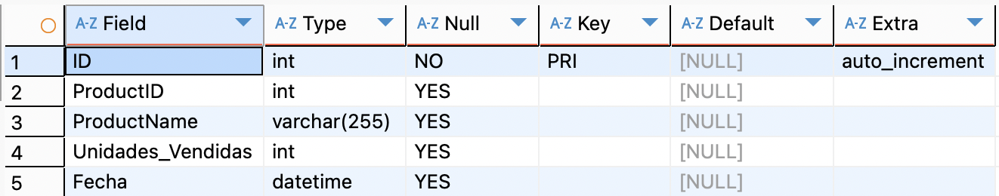 A-Z Field A-Z Type A-Z Null A-Z Key A-Z Default A-Z Extra
1 ID int NO PRI [NULL] auto_increment
2 ProductID int YES [NULL]
3 ProductName varchar(255) YES [NULL]
4 Unidades_Vendidas int YES [NULL]
5 Fecha datetime YES [NULL]